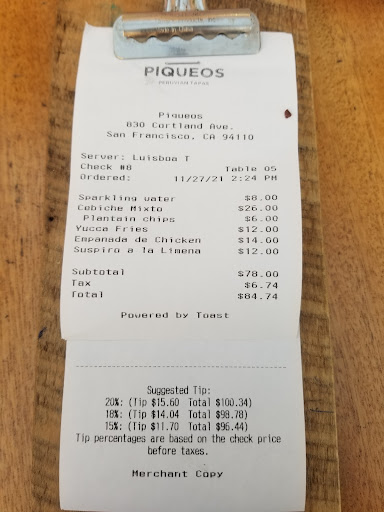 PIQUEOS
PERUVIAN TAPAS
Piqueos
830 Cortland Ave.
San Francisco, CA 94110
Server: Luisboa T
Check #8 Table 05
Ordered: 11/27/21 2:24 PM
Sparkling water $8.00
Cebiche Mixto $26.00
Plantain chips $6.00
Yucca Fries $12.00
Empanada de Chicken $14.00
Suspiro a la Limena $12.00
Subtotal $78.00
Tax $6.74
Total $84.74
Powered by Toast
Suggested Tip:
20%: (Tip $15.60 Total $100.34)
18%: (Tip $14.04 Total $98.78)
15%: (Tip $11.70 Total $96.44)
Tip percentages are based on the check price
before taxes.
Merchant Copy